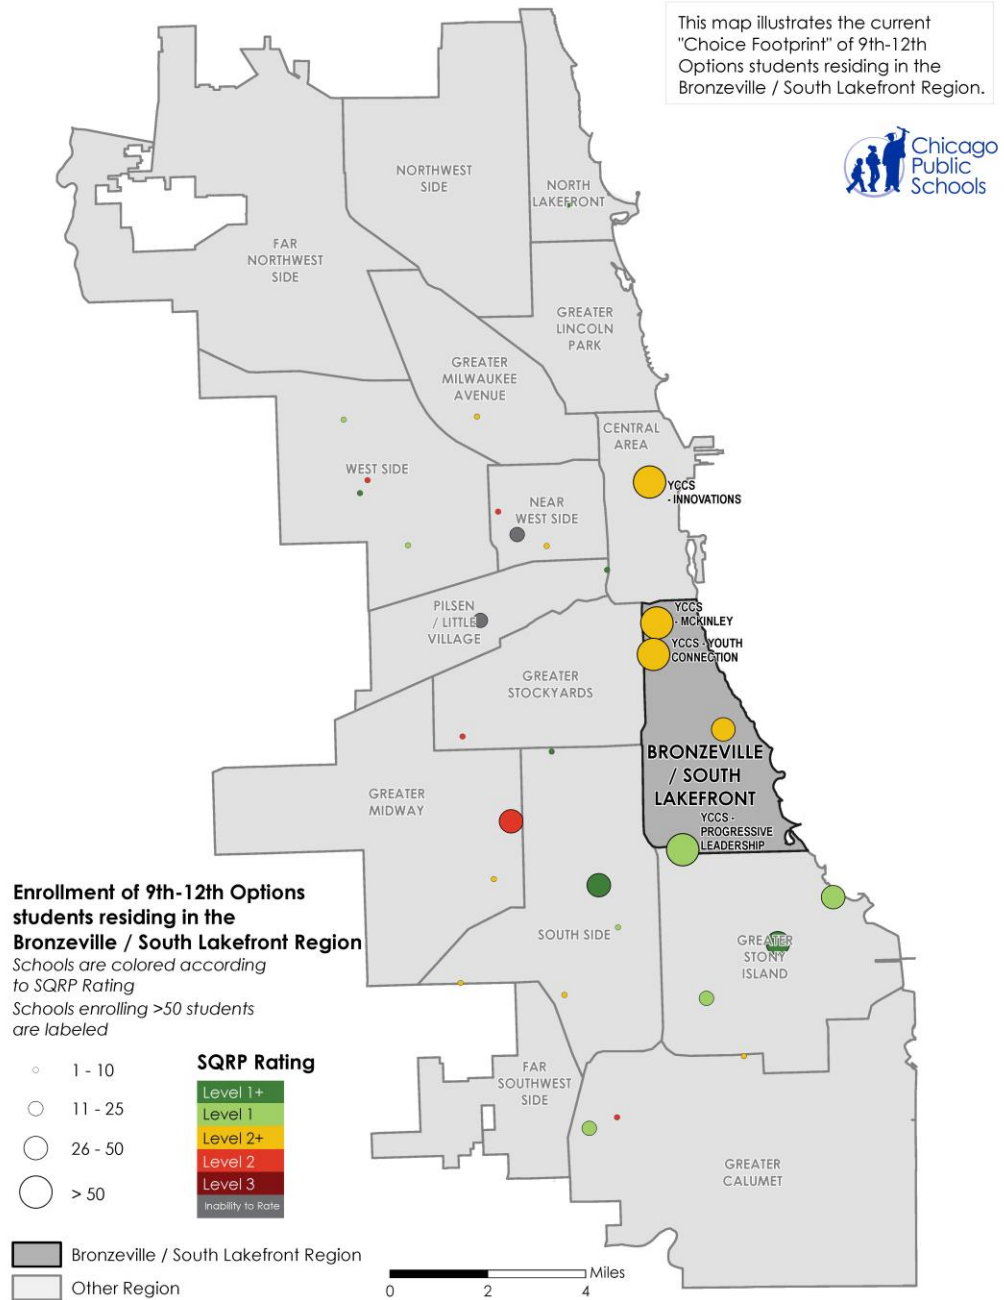 This map illustrates the current
"Choice Footprint" of 9th-12th
Options students residing in the
Bronzeville / South Lakefront Region.
Chicago
Public
Schools
NORTHWEST
SIDE
NORTH
LAKEFRONT
FAR
NORTHWEST
SIDE
GREATER
LINCOLN
PARK
GREATER
MILWAUKEE
AVENUE
CENTRAL
AREA
WEST SIDE
YCCS
- INNOVATIONS
NEAR
WEST SIDE
PILSEN
/ LITTLE
VILLAGE
YCCS
- MCKINLEY
YCCS - YOUTH
CONNECTION
GREATER
STOCKYARDS
BRONZEVILLE
/ SOUTH
LAKEFRONT
GREATER
MIDWAY
YCCS -
PROGRESSIVE
LEADERSHIP
SOUTH SIDE
GREATER
STONY
ISLAND
FAR
SOUTHWEST
SIDE
GREATER
CALUMET
Enrollment of 9th-12th Options
students residing in the
Bronzeville / South Lakefront Region
Schools are colored according
to SQRP Rating
Schools enrolling >50 students
are labeled
1 - 10
11 - 25
26 - 50
> 50
SQRP Rating
Level 1+
Level 1
Level 2+
Level 2
Level 3
Inability to Rate
Bronzeville / South Lakefront Region
Other Region
Miles
0 2 4